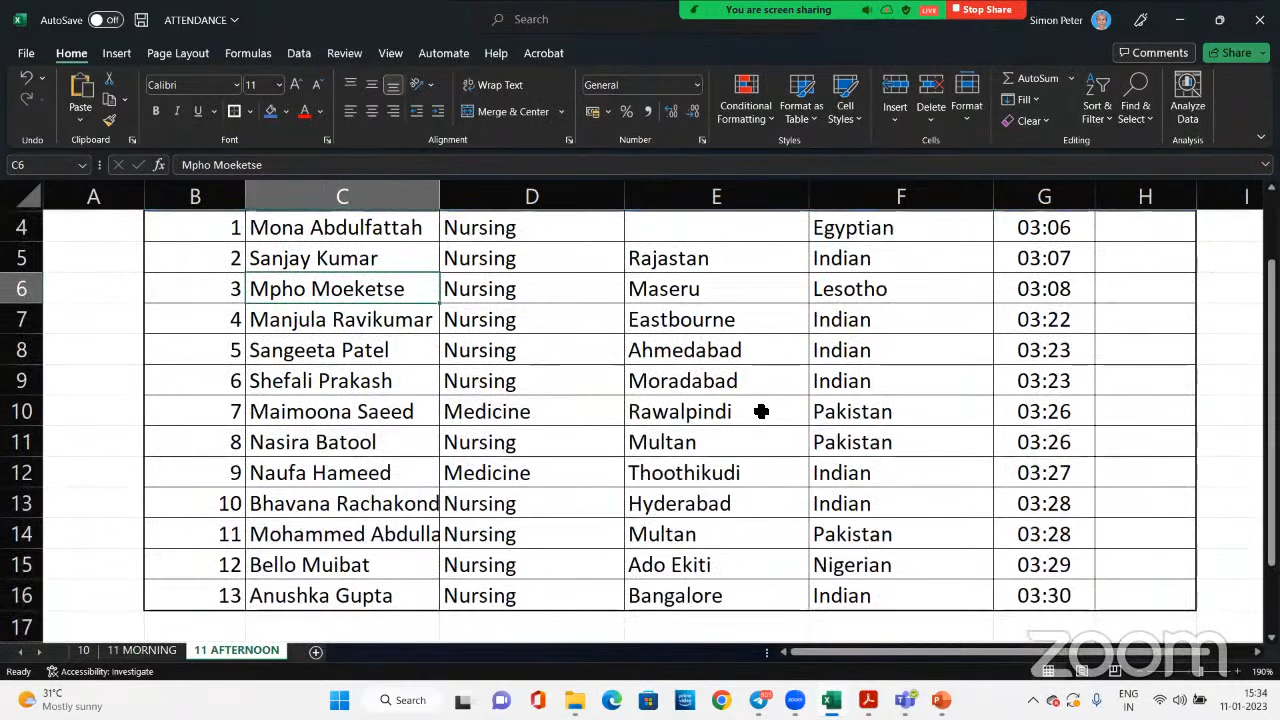 AutoSave Off ATTENDANCE Search You are screen sharing LIVE Stop Share Simon Peter
File Home Insert Page Layout Formulas Data Review View Automate Help Acrobat Comments Share
Calibri 11 A A Wrap Text General AutoSum
Paste B I U A Merge & Center % Conditional Formatting Format as Table Cell Styles Insert Delete Format Fill Clear Sort & Filter Find & Select Analyze Data
Undo Clipboard Font Alignment Number Styles Cells Editing Analysis
C6 fx Mpho Moeketse
A B C D E F G H I
4 1 Mona Abdulfattah Nursing Egyptian 03:06
5 2 Sanjay Kumar Nursing Rajastan Indian 03:07
6 3 Mpho Moeketse Nursing Maseru Lesotho 03:08
7 4 Manjula Ravikumar Nursing Eastbourne Indian 03:22
8 5 Sangeeta Patel Nursing Ahmedabad Indian 03:23
9 6 Shefali Prakash Nursing Moradabad Indian 03:23
10 7 Maimoona Saeed Medicine Rawalpindi Pakistan 03:26
11 8 Nasira Batool Nursing Multan Pakistan 03:26
12 9 Naufa Hameed Medicine Thoothikudi Indian 03:27
13 10 Bhavana Rachakond Nursing Hyderabad Indian 03:28
14 11 Mohammed Abdulla Nursing Multan Pakistan 03:28
15 12 Bello Muibat Nursing Ado Ekiti Nigerian 03:29
16 13 Anushka Gupta Nursing Bangalore Indian 03:30
17
10 11 MORNING 11 AFTERNOON
zoom
Ready Accessibility: Investigate 190%
31°C
Mostly sunny
Search
ENG
IN
15:34
11-01-2023